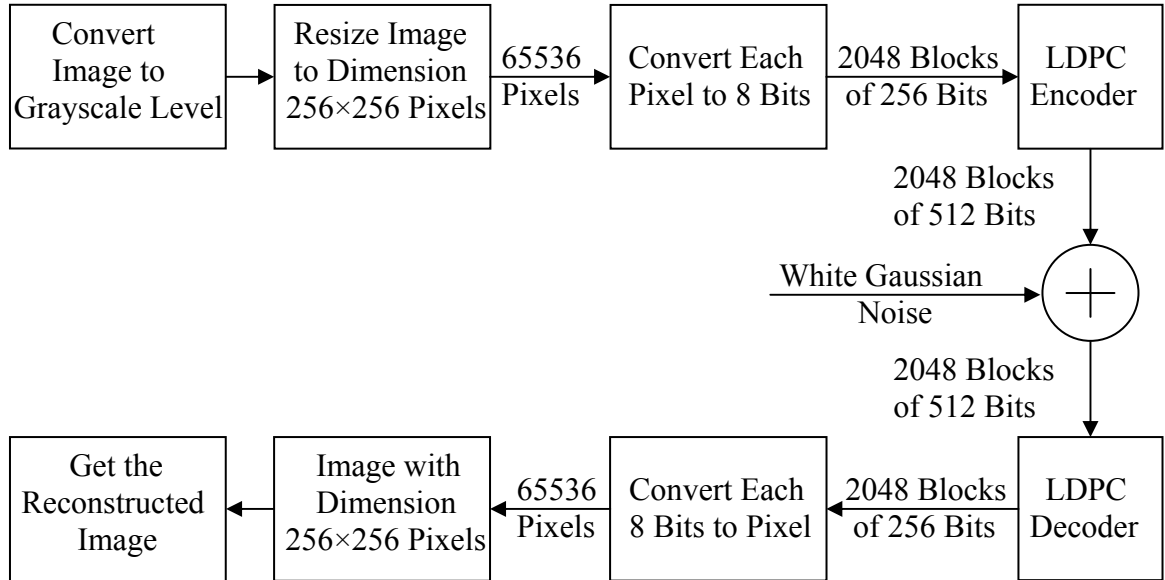 Convert
Image to
Grayscale Level
Resize Image
to Dimension
256×256 Pixels
65536
Pixels
Convert Each
Pixel to 8 Bits
2048 Blocks
of 256 Bits
LDPC
Encoder
2048 Blocks
of 512 Bits
White Gaussian
Noise
2048 Blocks
of 512 Bits
LDPC
Decoder
2048 Blocks
of 256 Bits
Convert Each
8 Bits to Pixel
65536
Pixels
Image with
Dimension
256×256 Pixels
Get the
Reconstructed
Image